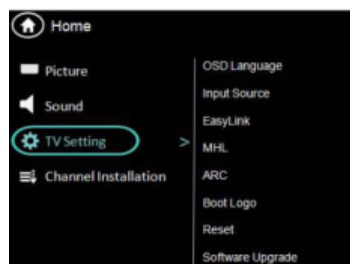 Home
Picture
Sound
TV Setting >
Channel Installation
OSD Language
Input Source
EasyLink
MHL
ARC
Boot Logo
Reset
Software Upgrade